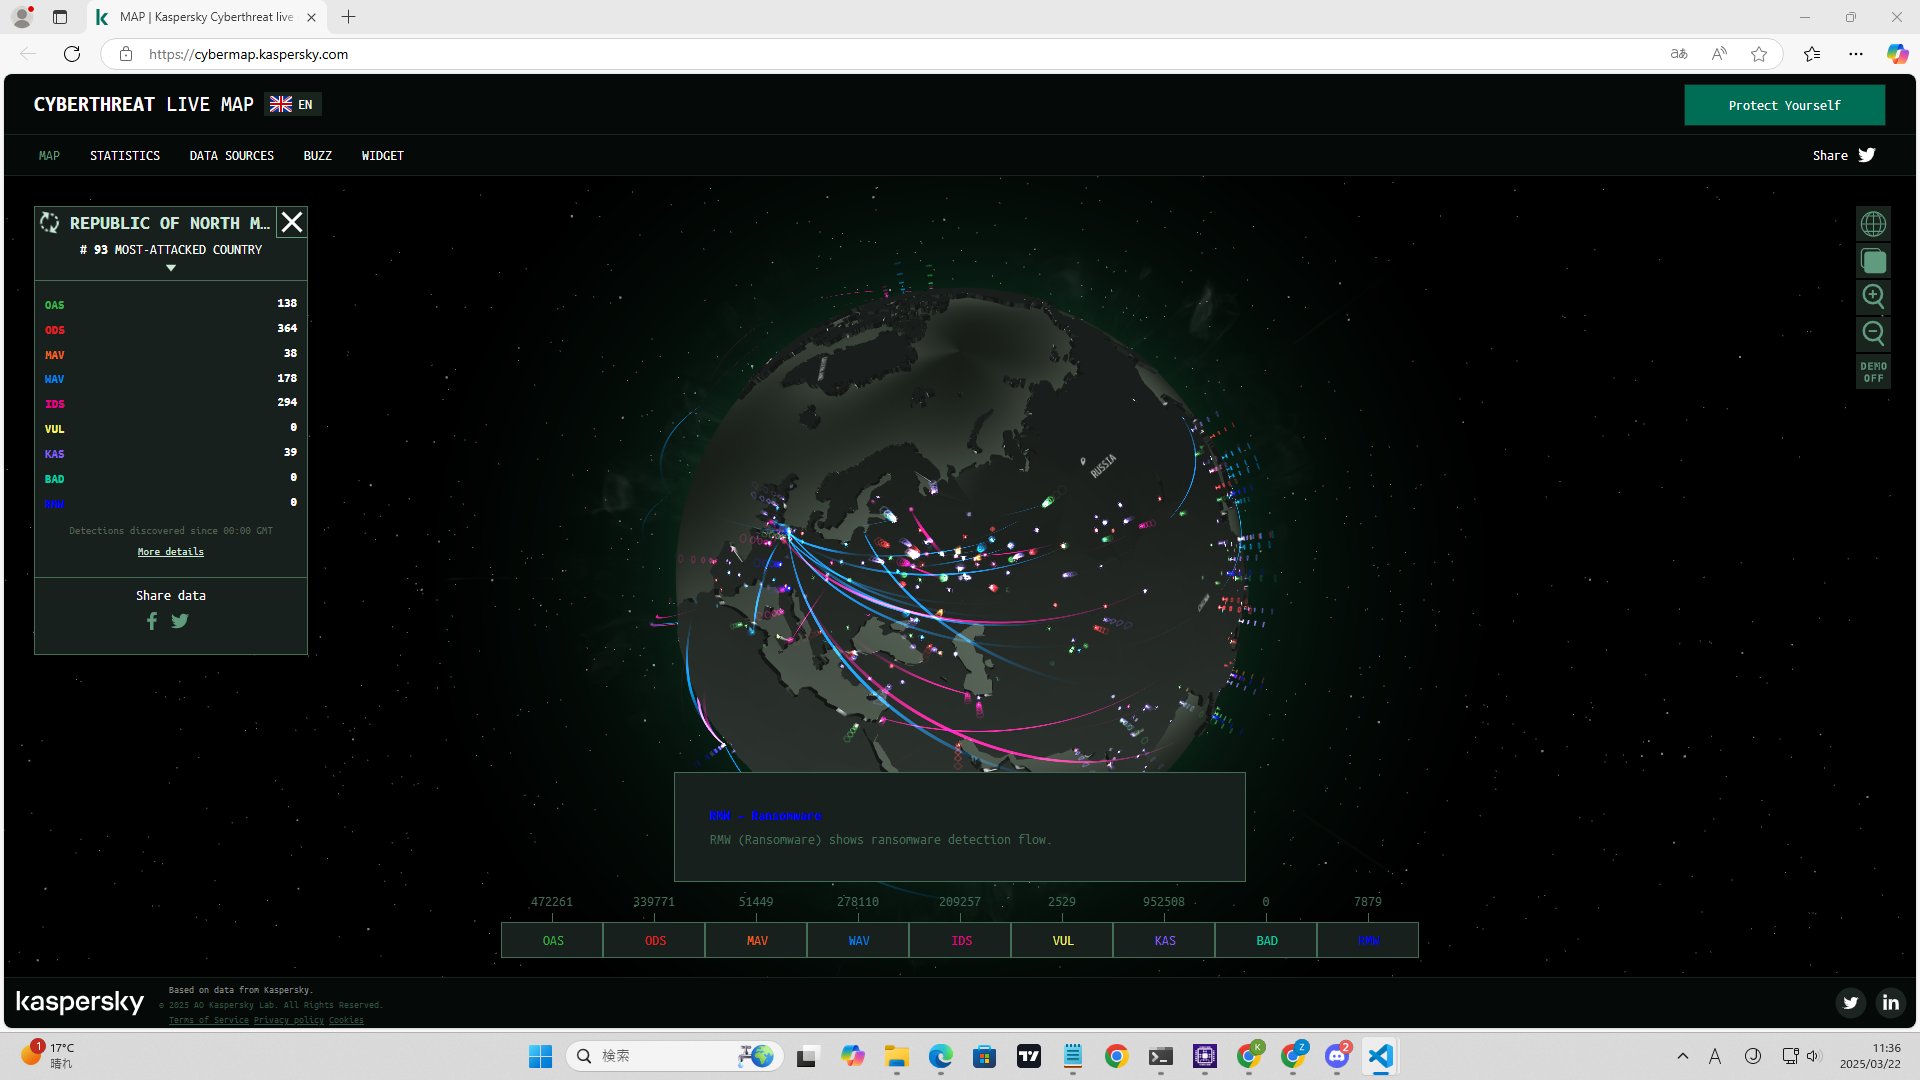 MAP | Kaspersky Cyberthreat live
https://cybermap.kaspersky.com
CYBERTHREAT LIVE MAP
EN
Protect Yourself
MAP
STATISTICS
DATA SOURCES
BUZZ
WIDGET
Share
REPUBLIC OF NORTH M...
# 93 MOST-ATTACKED COUNTRY
OAS 138
ODS 364
MAV 38
WAV 178
IDS 294
VUL 0
KAS 39
BAD 0
RMW 0
Detections discovered since 00:00 GMT
More details
Share data
DEMO
OFF
RUSSIA
RMW - Ransomware
RMW (Ransomware) shows ransomware detection flow.
472261 339771 51449 278110 209257 2529 952508 0 7879
OAS ODS MAV WAV IDS VUL KAS BAD RMW
kaspersky
Based on data from Kaspersky.
© 2025 AO Kaspersky Lab. All Rights Reserved.
Terms of Service Privacy policy Cookies
1
17°C
晴れ
検索
K
Z
2
A
11:36
2025/03/22